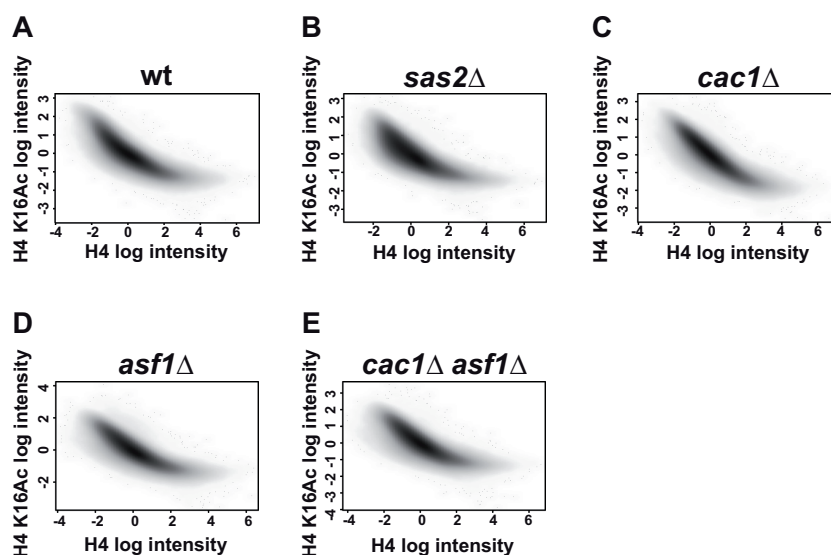 A
wt
H4 K16Ac log intensity
3
2
1
0
-1
-2
-3
-4 -2 0 2 4 6
H4 log intensity
B
sas2Δ
H4 K16Ac log intensity
3
2
1
0
-1
-2
-3
-2 0 2 4 6
H4 log intensity
C
cac1Δ
H4 K16Ac log intensity
3
2
1
0
-1
-2
-3
-4 -2 0 2 4 6
H4 log intensity
D
asf1Δ
H4 K16Ac log intensity
4
2
0
-2
-4 -2 0 2 4 6
H4 log intensity
E
cac1Δ asf1Δ
H4 K16Ac log intensity
3
2
1
0
-1
-2
-3
-4
-4 -2 0 2 4 6
H4 log intensity